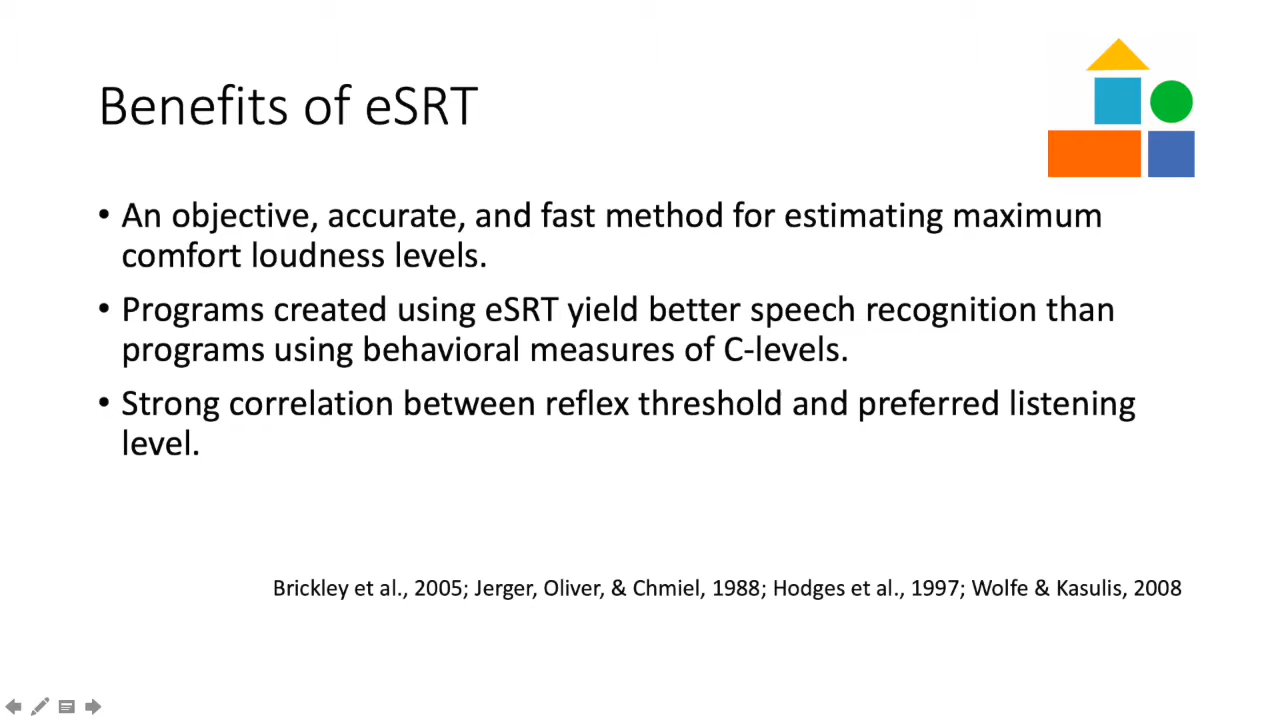 Benefits of eSRT
• An objective, accurate, and fast method for estimating maximum
comfort loudness levels.
• Programs created using eSRT yield better speech recognition than
programs using behavioral measures of C-levels.
• Strong correlation between reflex threshold and preferred listening
level.
Brickley et al., 2005; Jerger, Oliver, & Chmiel, 1988; Hodges et al., 1997; Wolfe & Kasulis, 2008